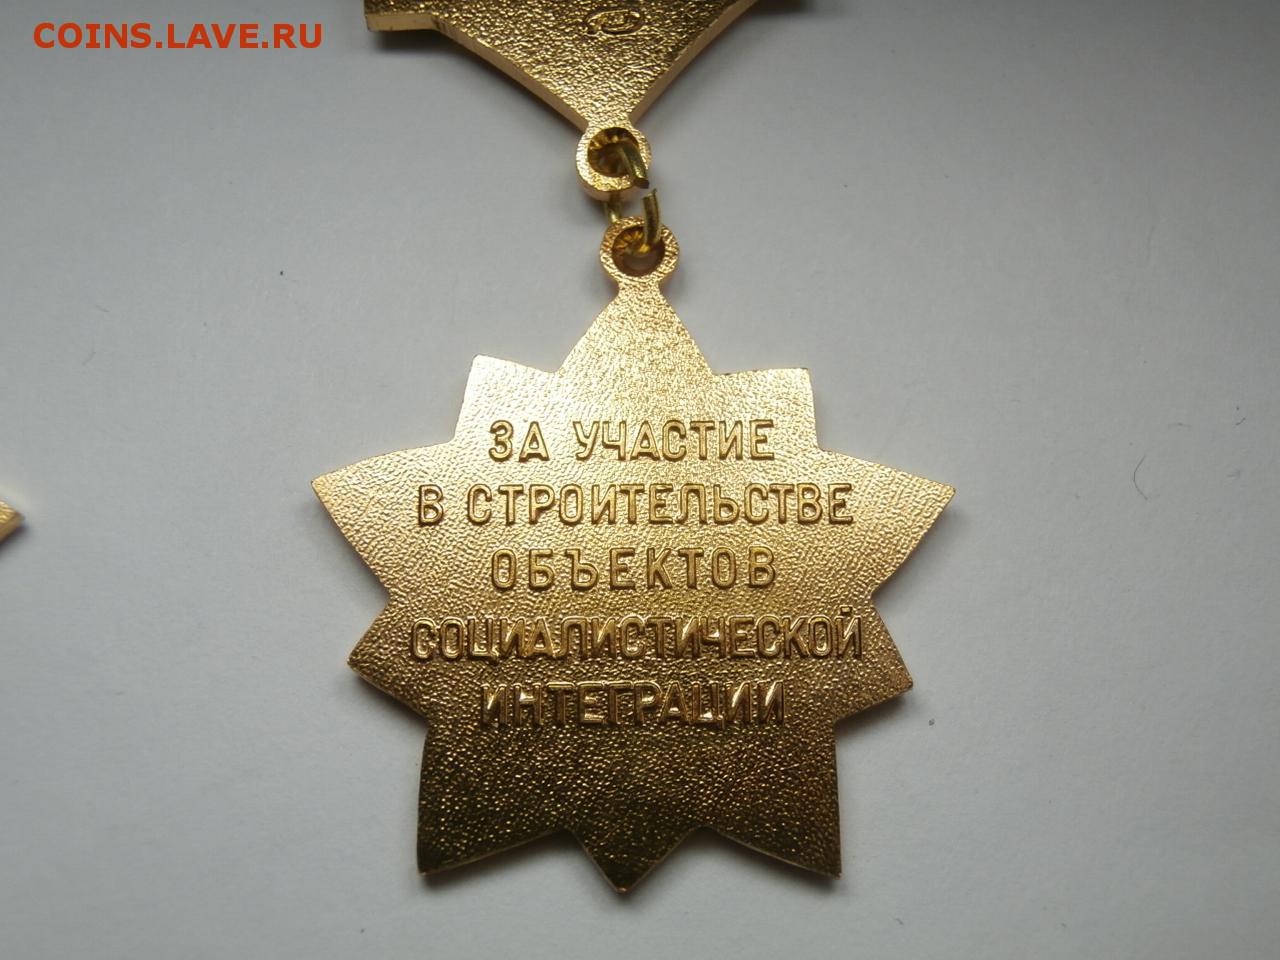 COINS.LAVE.RU
ЗА УЧАСТИЕ
В СТРОИТЕЛЬСТВЕ
ОБЪЕКТОВ
СОЦИАЛИСТИЧЕСКОЙ
ИНТЕГРАЦИИ